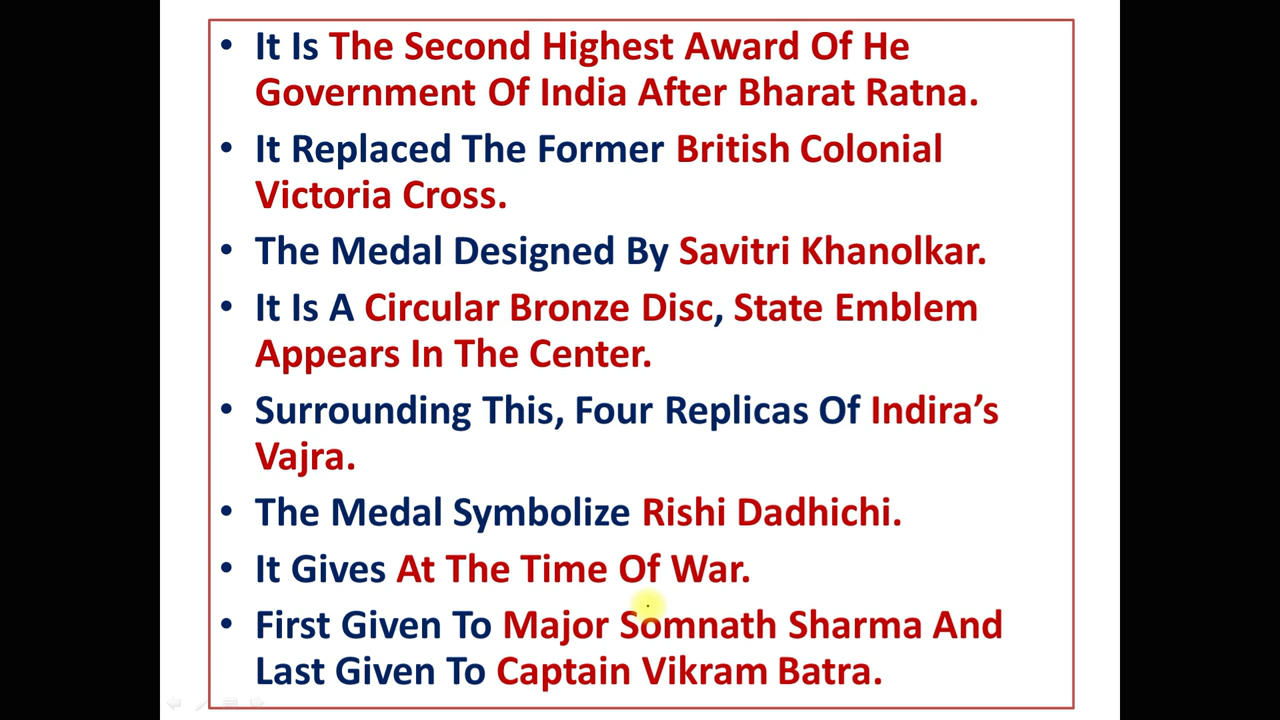 • It Is The Second Highest Award Of He
Government Of India After Bharat Ratna.
• It Replaced The Former British Colonial
Victoria Cross.
• The Medal Designed By Savitri Khanolkar.
• It Is A Circular Bronze Disc, State Emblem
Appears In The Center.
• Surrounding This, Four Replicas Of Indira’s
Vajra.
• The Medal Symbolize Rishi Dadhichi.
• It Gives At The Time Of War.
• First Given To Major Somnath Sharma And
Last Given To Captain Vikram Batra.